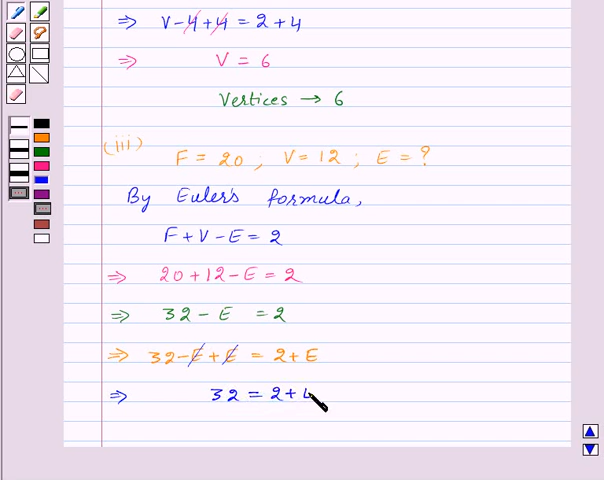 ⇒ V - 4 + 4 = 2 + 4
⇒ V = 6
Vertices → 6
(iii) F = 20 ; V = 12 ; E = ?
By Euler's formula,
F + V - E = 2
⇒ 20 + 12 - E = 2
⇒ 32 - E = 2
⇒ 32 - E + E = 2 + E
⇒ 32 = 2 +